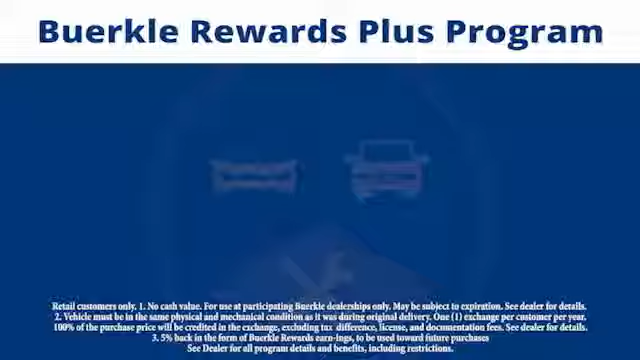 Buerkle Rewards Plus Program
Retail customers only. 1. No cash value. For use at participating Buerkle dealerships only. May be subject to expiration. See dealer for details.
2. Vehicle must be in the same physical and mechanical condition as it was during original delivery. One (1) exchange per customer per year.
100% of the purchase price will be credited in the exchange, excluding tax difference, license, and documentation fees. See dealer for details.
3. 5% back in the form of Buerkle Rewards earn-ings, to be used toward future purchases
See Dealer for all program details and benefits, including restrictions.